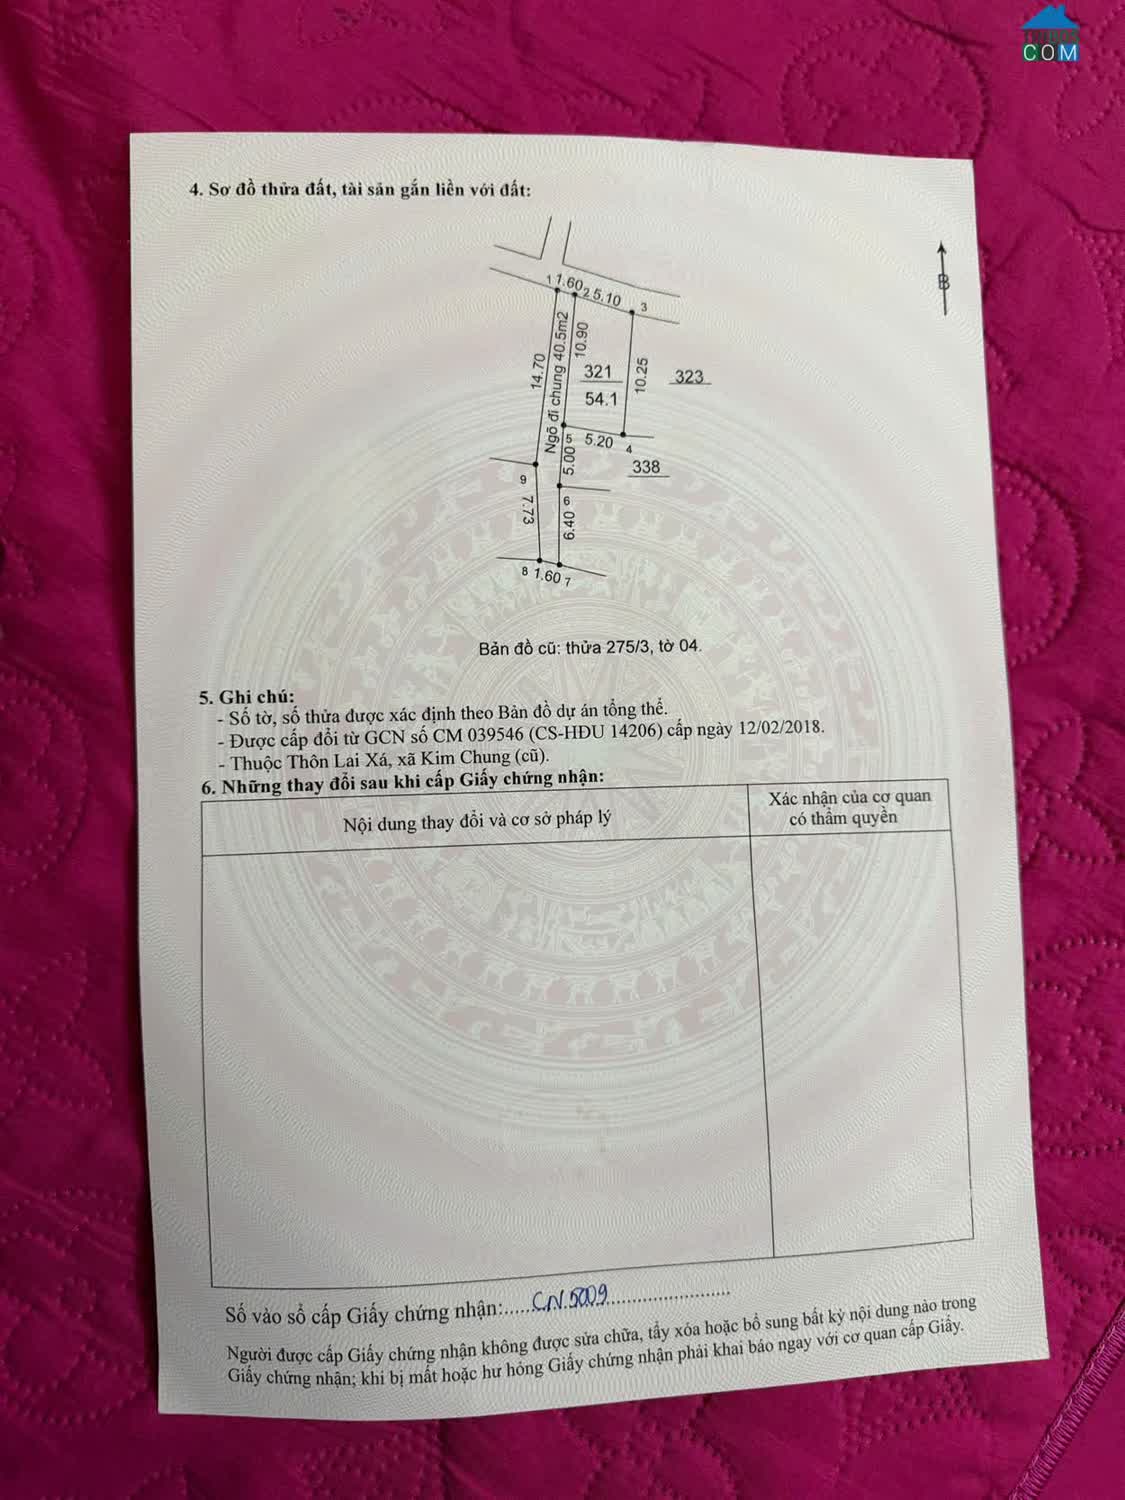 COM
4. Sơ đồ thửa đất, tài sản gắn liền với đất:
B
1 1.60 2 5.10 3
14.70
Ngõ đi chung 40.5m2
10.90
321
54.1
10.25
323
5 5.20 4
5.00
338
9
7.73
6
6.40
8 1.60 7
Bản đồ cũ: thửa 275/3, tờ 04.
5. Ghi chú:
- Số tờ, số thửa được xác định theo Bản đồ dự án tổng thể.
- Được cấp đổi từ GCN số CM 039546 (CS-HĐU 14206) cấp ngày 12/02/2018.
- Thuộc Thôn Lai Xá, xã Kim Chung (cũ).
6. Những thay đổi sau khi cấp Giấy chứng nhận:
Nội dung thay đổi và cơ sở pháp lý
Xác nhận của cơ quan
có thẩm quyền
Số vào sổ cấp Giấy chứng nhận:.....CN.5009.....................
Người được cấp Giấy chứng nhận không được sửa chữa, tẩy xóa hoặc bổ sung bất kỳ nội dung nào trong
Giấy chứng nhận; khi bị mất hoặc hư hỏng Giấy chứng nhận phải khai báo ngay với cơ quan cấp Giấy.